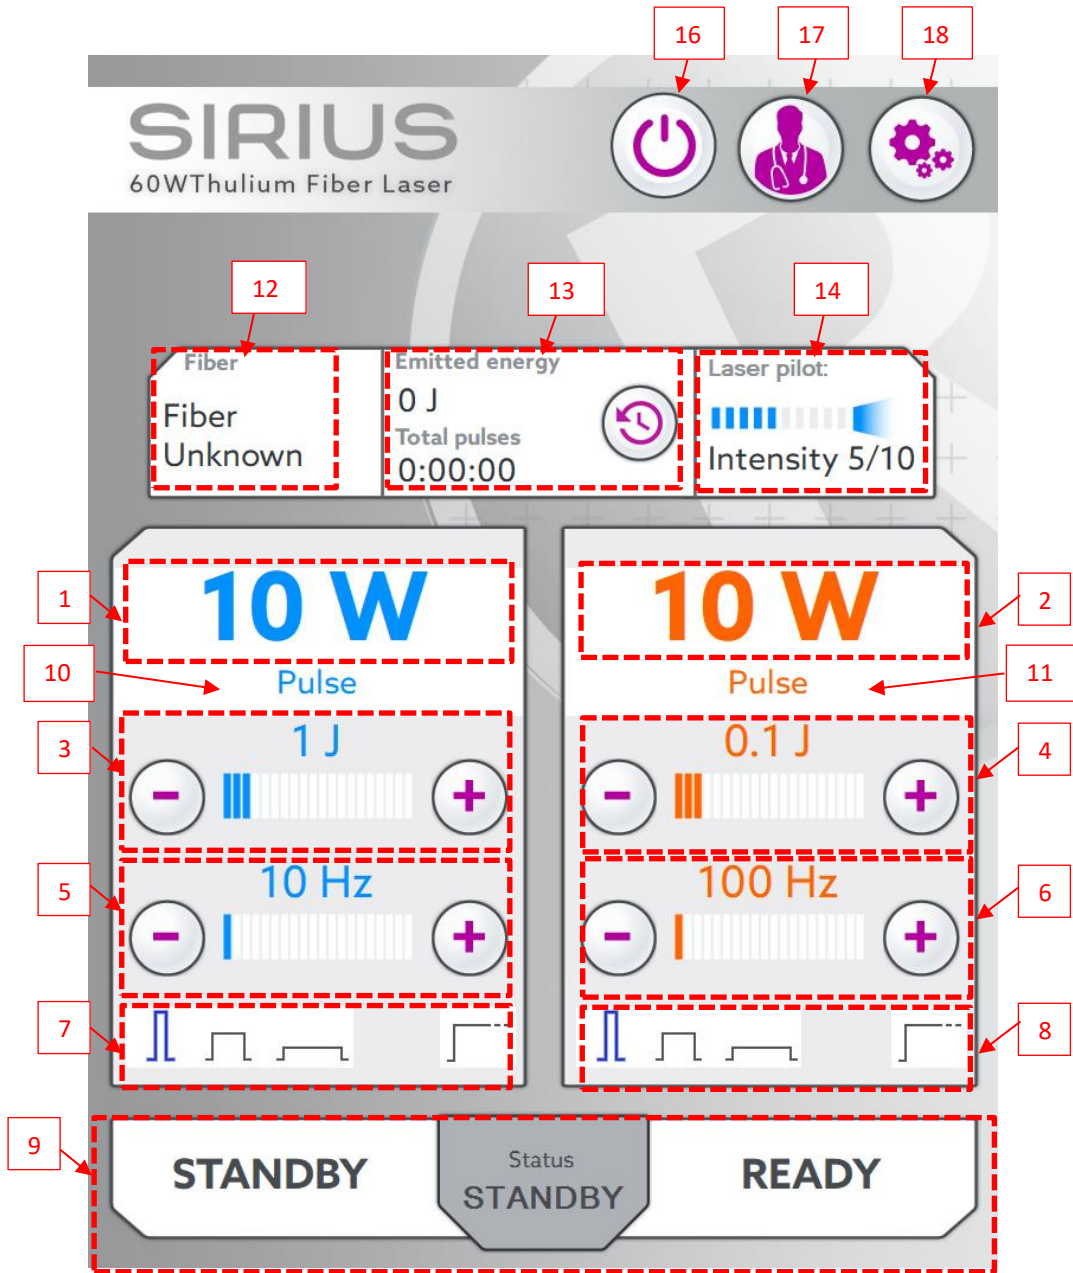 16 17 18
SIRIUS
60WThulium Fiber Laser
12 13 14
Fiber
Fiber
Unknown
Emitted energy
0 J
Total pulses
0:00:00
Laser pilot:
Intensity 5/10
1
10 W
10 W
2
10
Pulse
Pulse
11
3
1 J
0.1 J
4
5
10 Hz
100 Hz
6
7
8
9
STANDBY
Status
STANDBY
READY